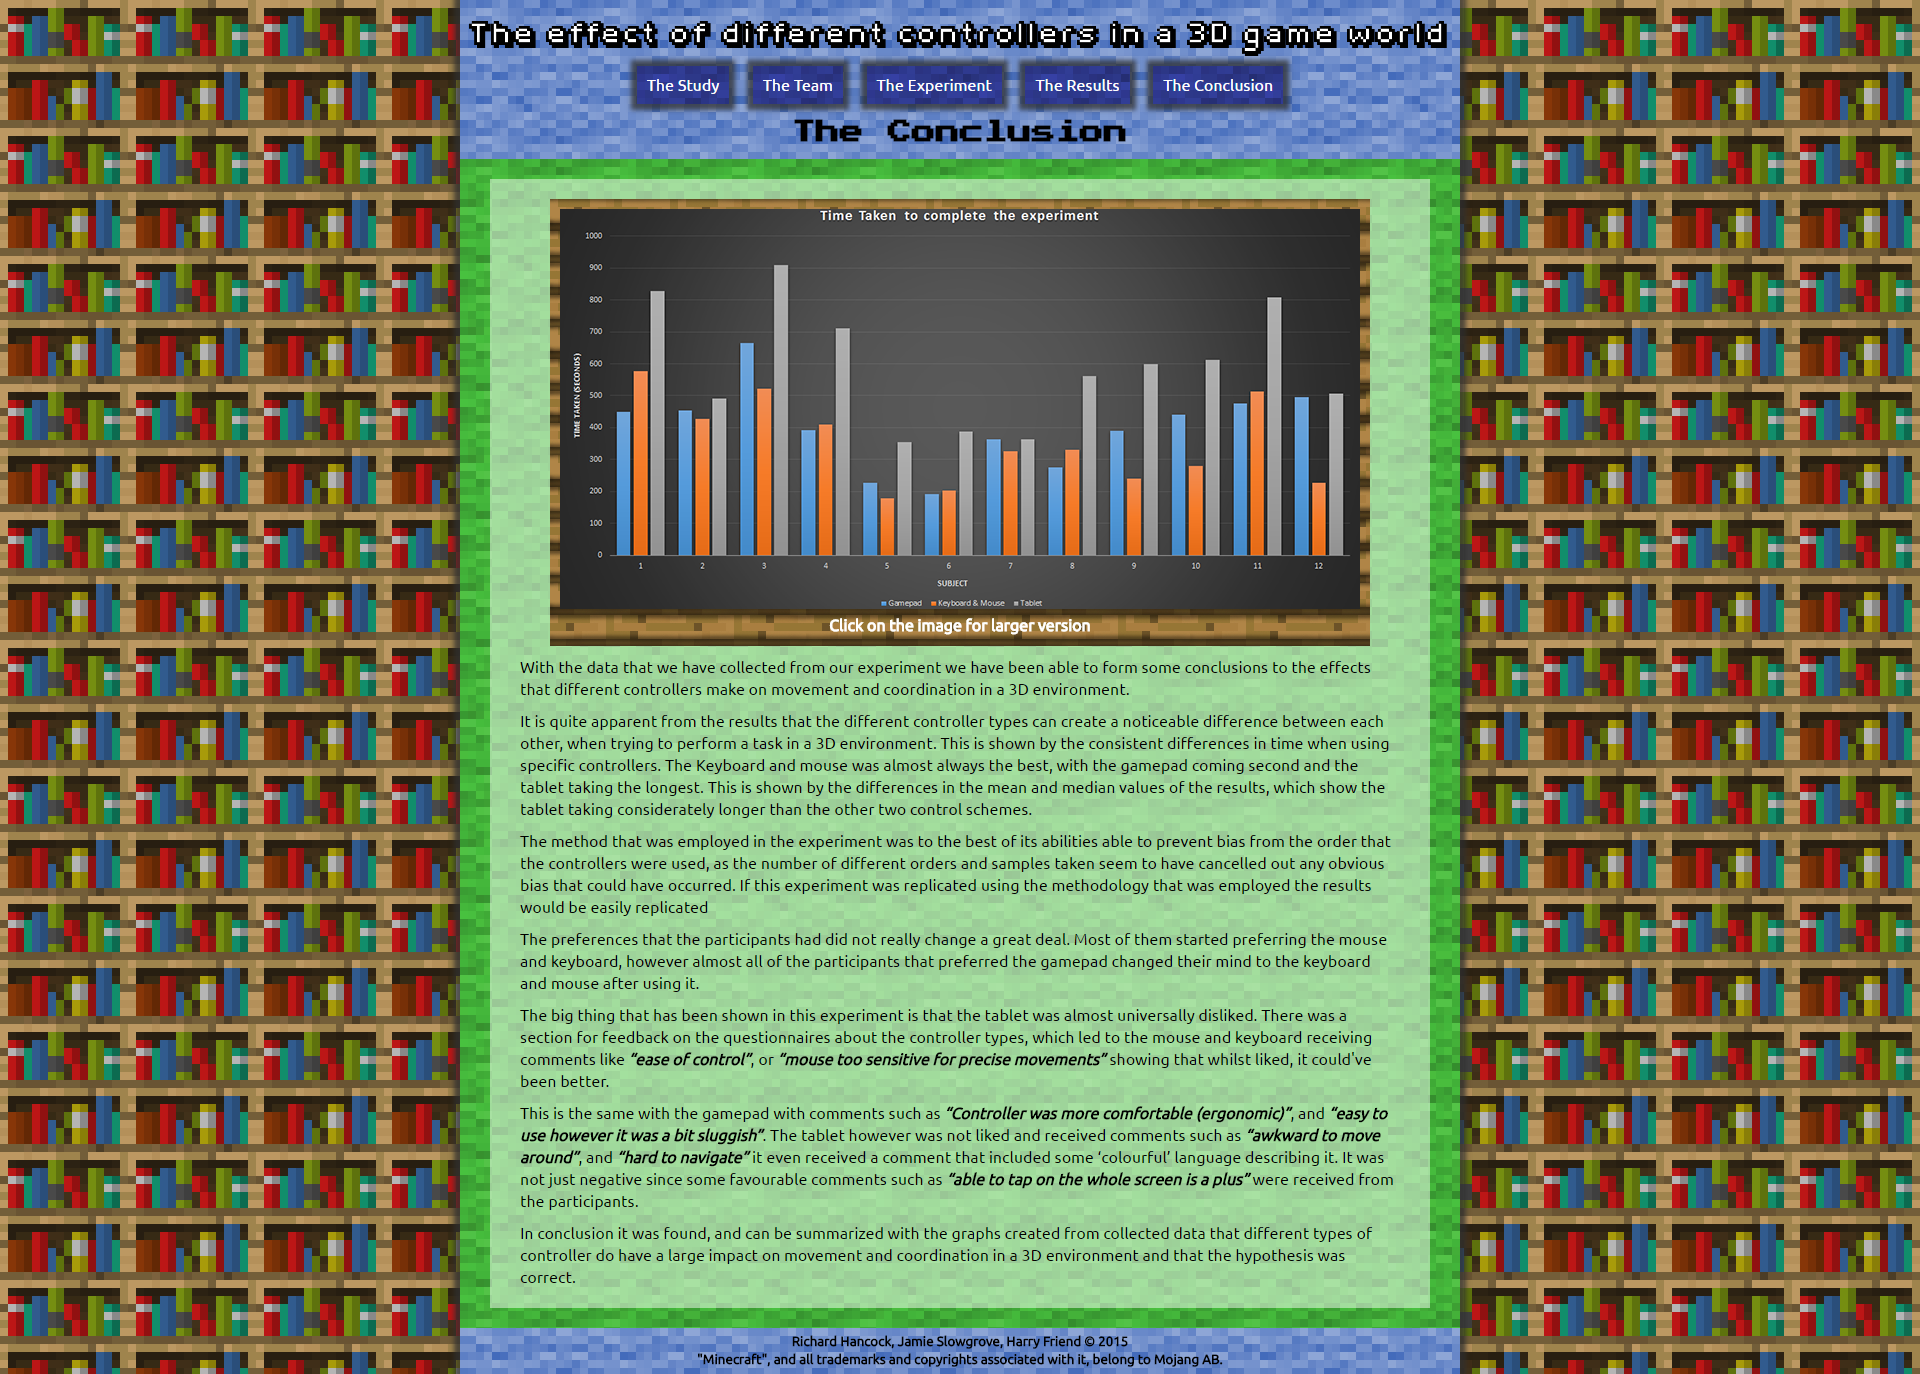 The effect of different controllers in a 3D game world
The Study The Team The Experiment The Results The Conclusion
The Conclusion
Time Taken to complete the experiment
1000
900
800
700
600
500
400
300
200
100
0
TIME TAKEN (SECONDS)
1 2 3 4 5 6 7 8 9 10 11 12
SUBJECT
Gamepad Keyboard & Mouse Tablet
Click on the image for larger version
With the data that we have collected from our experiment we have been able to form some conclusions to the effects
that different controllers make on movement and coordination in a 3D environment.
It is quite apparent from the results that the different controller types can create a noticeable difference between each
other, when trying to perform a task in a 3D environment. This is shown by the consistent differences in time when using
specific controllers. The Keyboard and mouse was almost always the best, with the gamepad coming second and the
tablet taking the longest. This is shown by the differences in the mean and median values of the results, which show the
tablet taking considerately longer than the other two control schemes.
The method that was employed in the experiment was to the best of its abilities able to prevent bias from the order that
the controllers were used, as the number of different orders and samples taken seem to have cancelled out any obvious
bias that could have occurred. If this experiment was replicated using the methodology that was employed the results
would be easily replicated
The preferences that the participants had did not really change a great deal. Most of them started preferring the mouse
and keyboard, however almost all of the participants that preferred the gamepad changed their mind to the keyboard
and mouse after using it.
The big thing that has been shown in this experiment is that the tablet was almost universally disliked. There was a
section for feedback on the questionnaires about the controller types, which led to the mouse and keyboard receiving
comments like “ease of control”, or “mouse too sensitive for precise movements” showing that whilst liked, it could've
been better.
This is the same with the gamepad with comments such as “Controller was more comfortable (ergonomic)”, and “easy to
use however it was a bit sluggish”. The tablet however was not liked and received comments such as “awkward to move
around”, and “hard to navigate” it even received a comment that included some ‘colourful’ language describing it. It was
not just negative since some favourable comments such as “able to tap on the whole screen is a plus” were received from
the participants.
In conclusion it was found, and can be summarized with the graphs created from collected data that different types of
controller do have a large impact on movement and coordination in a 3D environment and that the hypothesis was
correct.
Richard Hancock, Jamie Slowgrove, Harry Friend © 2015
"Minecraft", and all trademarks and copyrights associated with it, belong to Mojang AB.